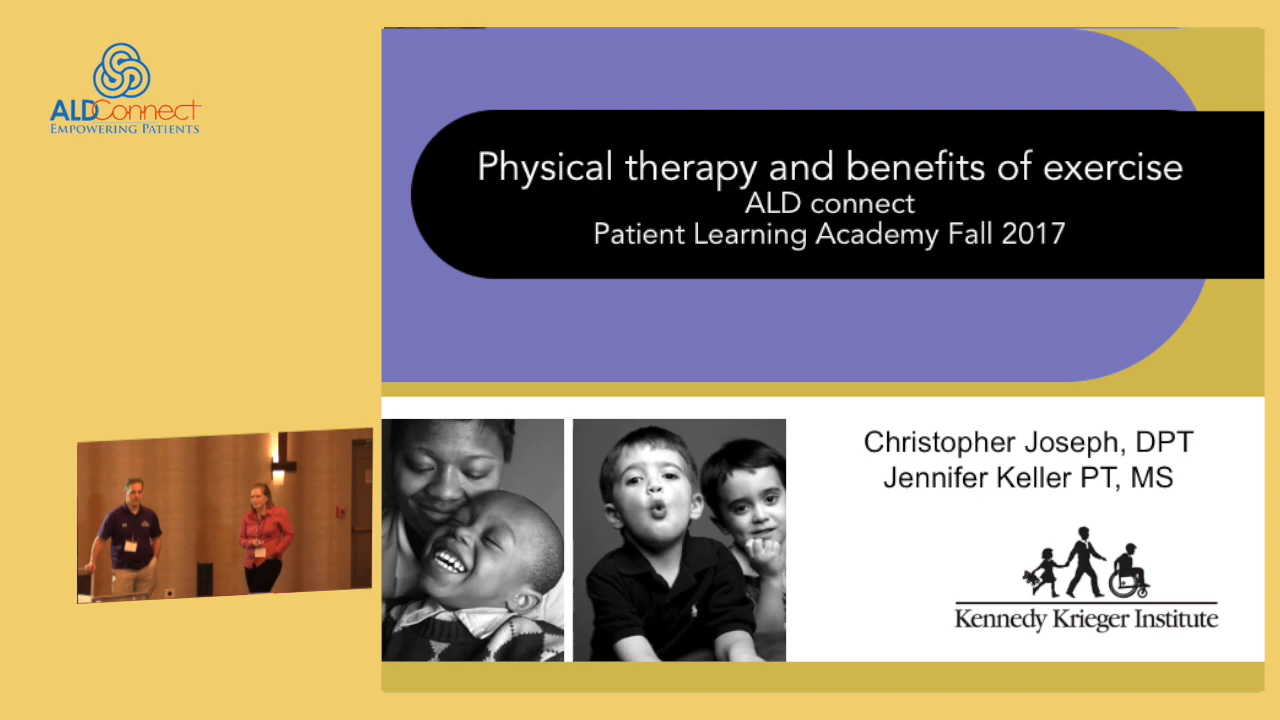 ALDConnect
EMPOWERING PATIENTS
Physical therapy and benefits of exercise
ALD connect
Patient Learning Academy Fall 2017
Christopher Joseph, DPT
Jennifer Keller PT, MS
Kennedy Krieger Institute